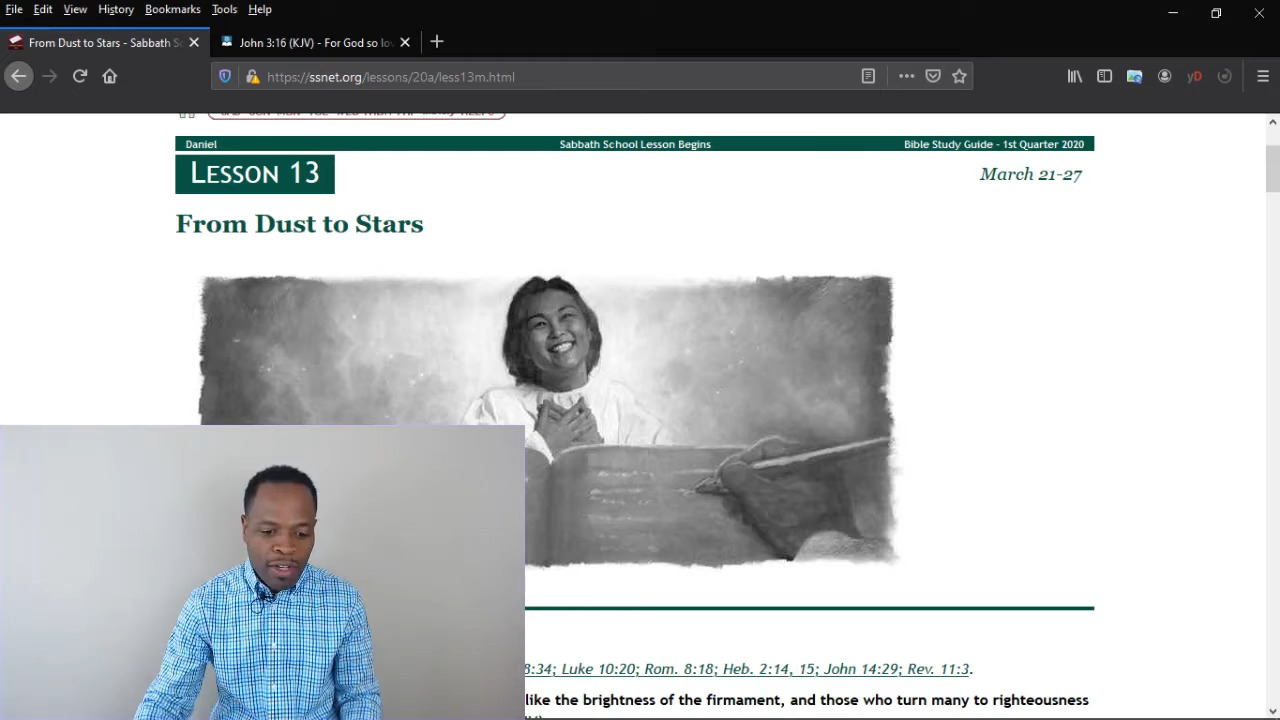 File Edit View History Bookmarks Tools Help
From Dust to Stars - Sabbath Sc
John 3:16 (KJV) - For God so lov
https://ssnet.org/lessons/20a/less13m.html
Daniel Sabbath School Lesson Begins Bible Study Guide - 1st Quarter 2020
Lesson 13
March 21-27
From Dust to Stars
8:34; Luke 10:20; Rom. 8:18; Heb. 2:14, 15; John 14:29; Rev. 11:3.
like the brightness of the firmament, and those who turn many to righteousness